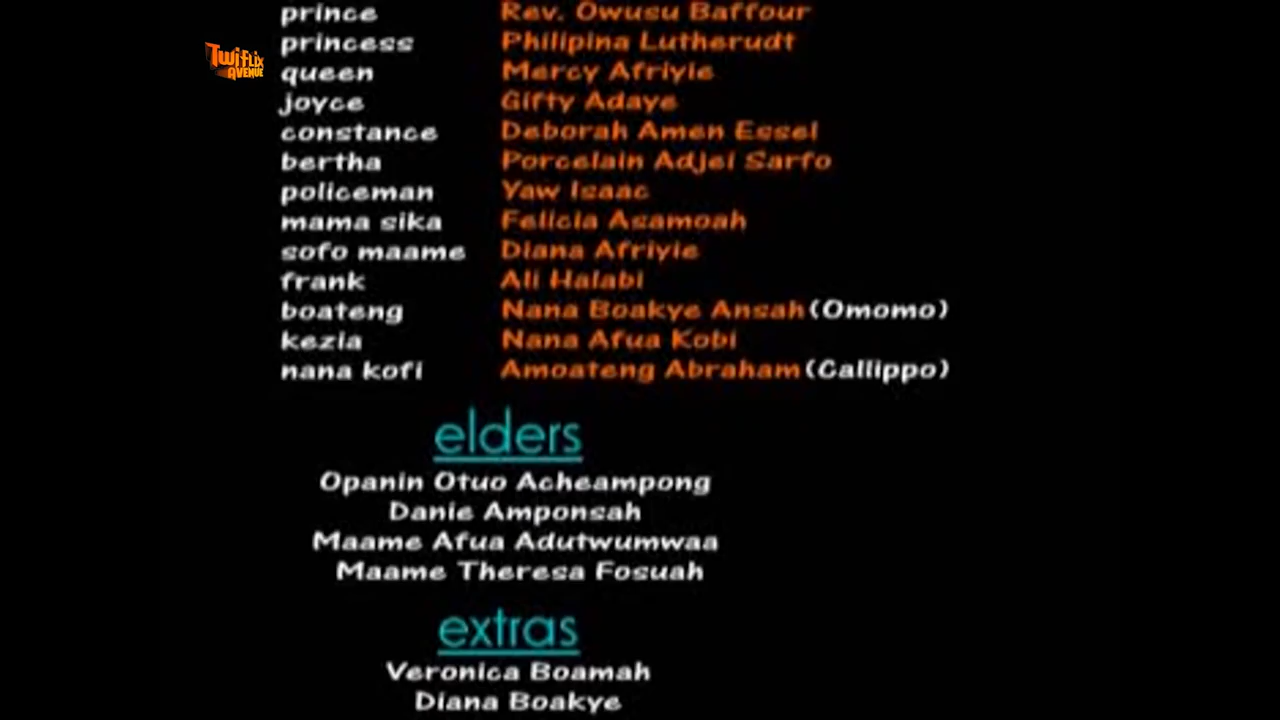 prince Rev. Owusu Baffour
princess Philipina Lutherudt
TwiFlix
AVENUE
queen Mercy Afriyie
joyce Gifty Adaye
constance Deborah Amen Essel
bertha Porcelain Adjei Sarfo
policeman Yaw Isaac
mama sika Felicia Asamoah
sofo maame Diana Afriyie
frank Ali Halabi
boateng Nana Boakye Ansah(Omomo)
kezia Nana Afua Kobi
nana kofi Amoateng Abraham(Callippo)
elders
Opanin Otuo Acheampong
Danie Amponsah
Maame Afua Adutwumwaa
Maame Theresa Fosuah
extras
Veronica Boamah
Diana Boakye